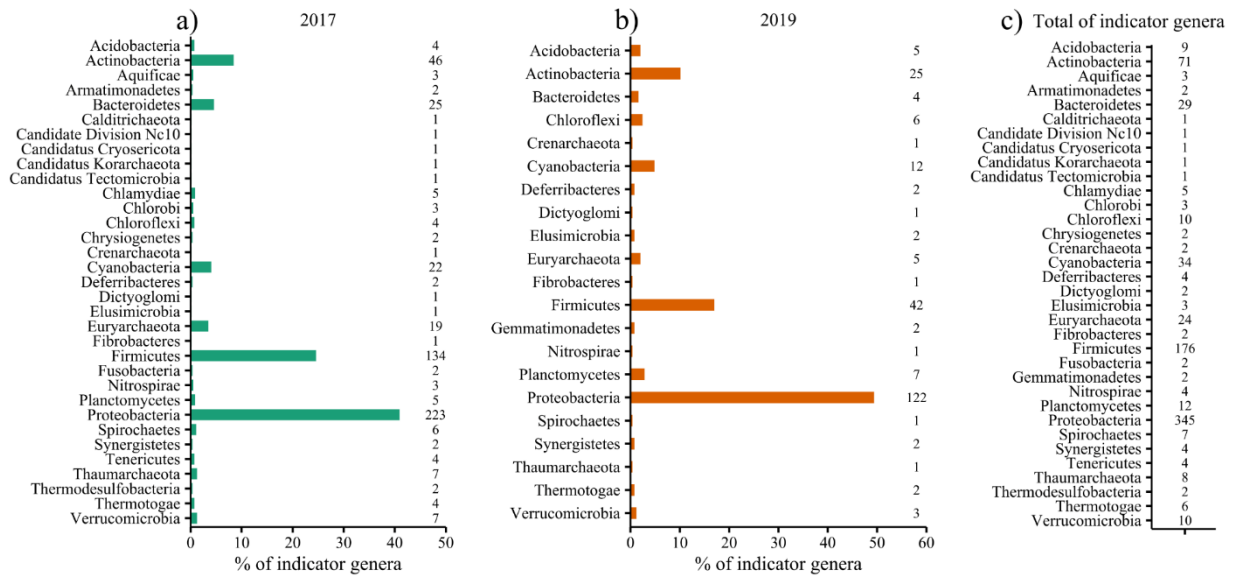 a) 2017
Acidobacteria 4
Actinobacteria 46
Aquificae 3
Armatimonadetes 2
Bacteroidetes 25
Calditrichaeota 1
Candidate Division Nc10 1
Candidatus Cryosericota 1
Candidatus Korarchaeota 1
Candidatus Tectomicrobia 1
Chlamydiae 5
Chlorobi 3
Chloroflexi 4
Chrysiogenetes 2
Crenarchaeota 1
Cyanobacteria 22
Deferribacteres 2
Dictyoglomi 1
Elusimicrobia 1
Euryarchaeota 19
Fibrobacteres 1
Firmicutes 134
Fusobacteria 2
Nitrospirae 3
Planctomycetes 5
Proteobacteria 223
Spirochaetes 6
Synergistetes 2
Tenericutes 4
Thaumarchaeota 7
Thermodesulfobacteria 2
Thermotogae 4
Verrucomicrobia 7
0 10 20 30 40 50
% of indicator genera
b) 2019
Acidobacteria 5
Actinobacteria 25
Bacteroidetes 4
Chloroflexi 6
Crenarchaeota 1
Cyanobacteria 12
Deferribacteres 2
Dictyoglomi 1
Elusimicrobia 2
Euryarchaeota 5
Fibrobacteres 1
Firmicutes 42
Gemmatimonadetes 2
Nitrospirae 1
Planctomycetes 7
Proteobacteria 122
Spirochaetes 1
Synergistetes 2
Thaumarchaeota 1
Thermotogae 2
Verrucomicrobia 3
0 10 20 30 40 50 60
% of indicator genera
c) Total of indicator genera
Acidobacteria 9
Actinobacteria 71
Aquificae 3
Armatimonadetes 2
Bacteroidetes 29
Calditrichaeota 1
Candidate Division Nc10 1
Candidatus Cryosericota 1
Candidatus Korarchaeota 1
Candidatus Tectomicrobia 1
Chlamydiae 5
Chlorobi 3
Chloroflexi 10
Chrysiogenetes 2
Crenarchaeota 2
Cyanobacteria 34
Deferribacteres 4
Dictyoglomi 2
Elusimicrobia 3
Euryarchaeota 24
Fibrobacteres 2
Firmicutes 176
Fusobacteria 2
Gemmatimonadetes 2
Nitrospirae 4
Planctomycetes 12
Proteobacteria 345
Spirochaetes 7
Synergistetes 4
Tenericutes 4
Thaumarchaeota 8
Thermodesulfobacteria 2
Thermotogae 6
Verrucomicrobia 10